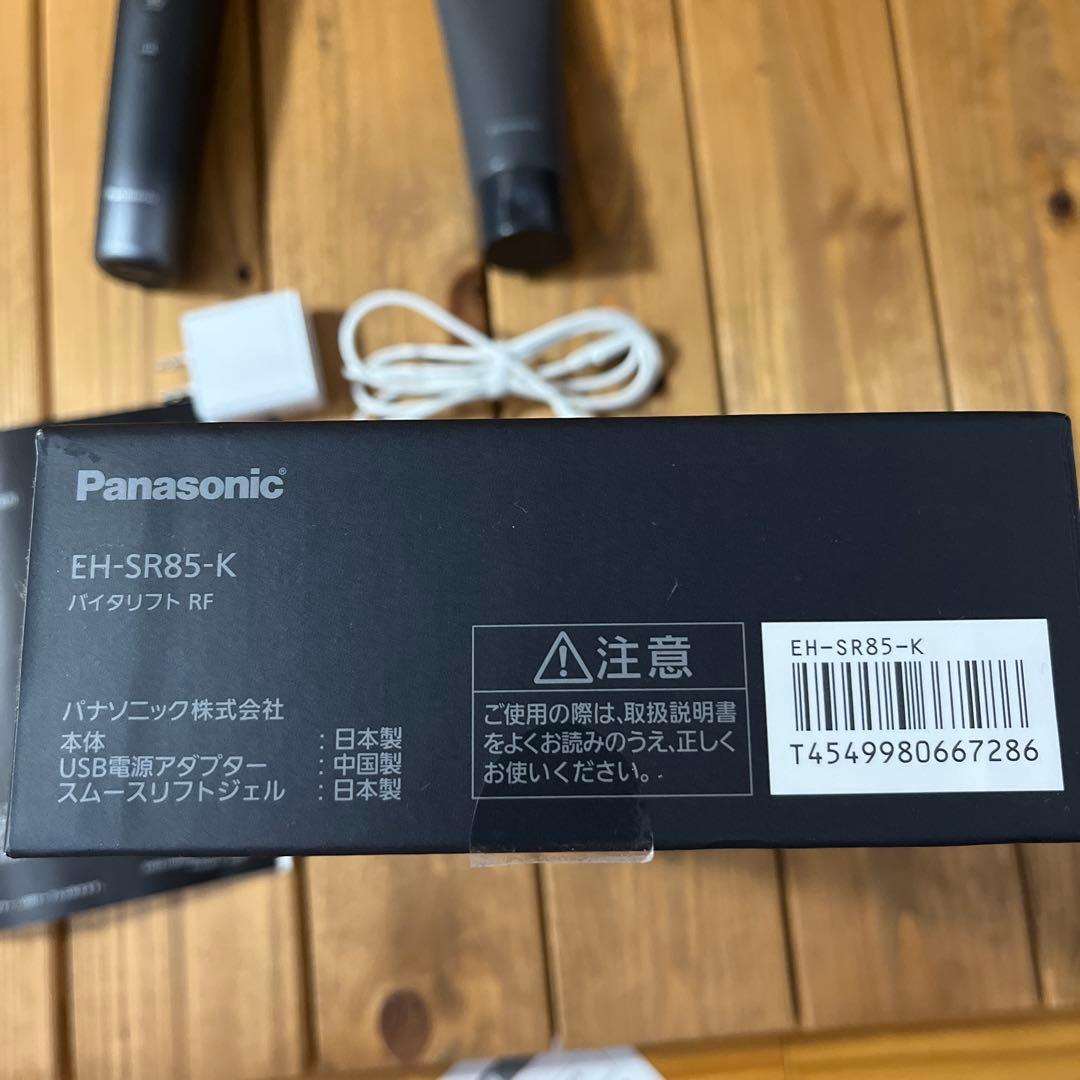 Panasonic®
EH-SR85-K
バイタリフト RF
パナソニック株式会社
本体 : 日本製
USB電源アダプター : 中国製
スムースリフトジェル : 日本製
注意
ご使用の際は、取扱説明書
をよくお読みのうえ、正しく
お使いください。
EH-SR85-K
T4549980667286